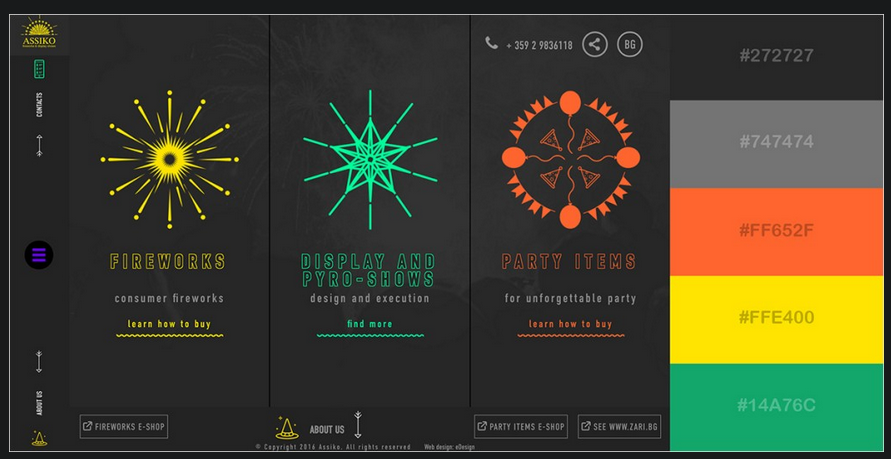 ASSIKO
CONTACTS
ABOUT US
+ 359 2 9836118
BG
FIREWORKS
consumer fireworks
learn how to buy
DISPLAY AND
PYRO-SHOWS
design and execution
find more
PARTY ITEMS
for unforgettable party
learn how to buy
FIREWORKS E-SHOP
ABOUT US
PARTY ITEMS E-SHOP
SEE WWW.ZARI.BG
© Copyright 2016 Assiko. All rights reserved
Web design: eDesign
#272727
#747474
#FF652F
#FFE400
#14A76C